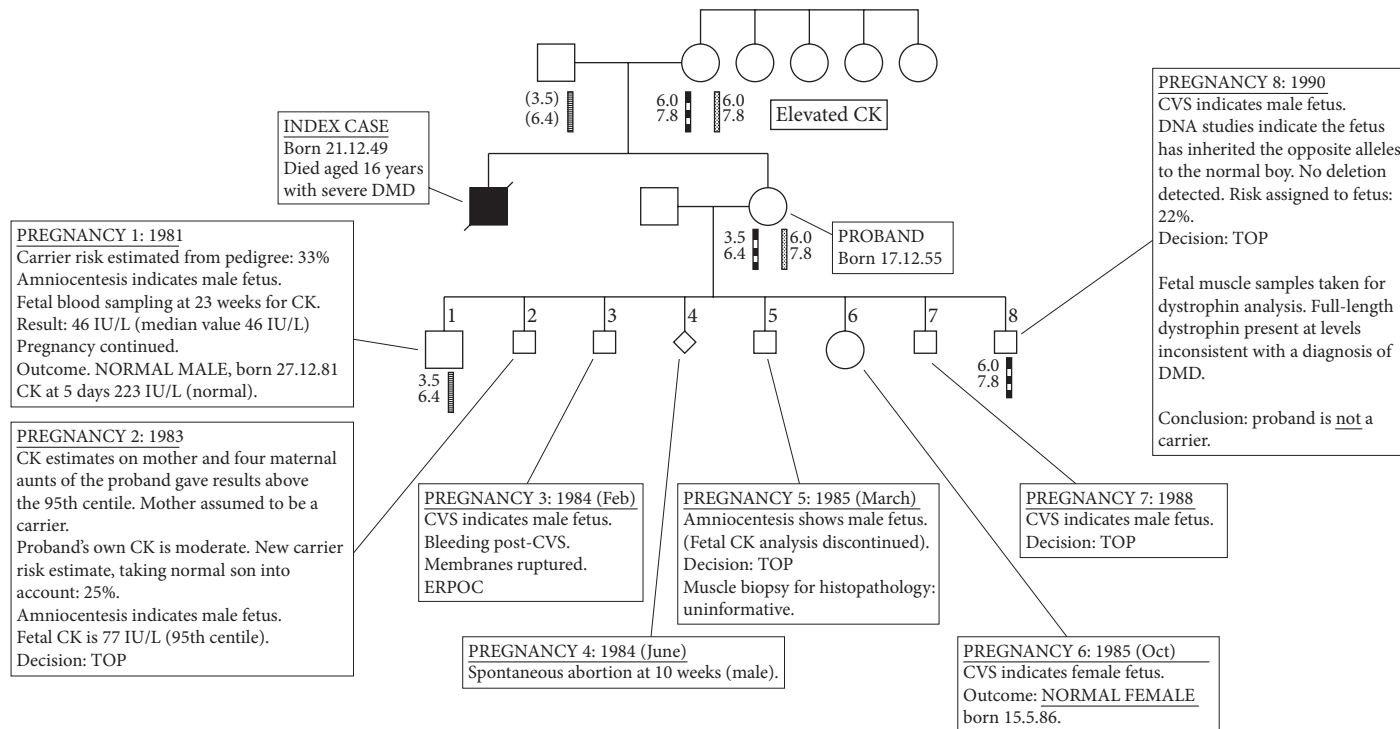 (3.5)
(6.4)
6.0
7.8
6.0
7.8
Elevated CK
INDEX CASE
Born 21.12.49
Died aged 16 years
with severe DMD
3.5
6.4
6.0
7.8
PROBAND
Born 17.12.55
PREGNANCY 1: 1981
Carrier risk estimated from pedigree: 33%
Amniocentesis indicates male fetus.
Fetal blood sampling at 23 weeks for CK.
Result: 46 IU/L (median value 46 IU/L)
Pregnancy continued.
Outcome. NORMAL MALE, born 27.12.81
CK at 5 days 223 IU/L (normal).
1
2
3
4
5
6
7
8
3.5
6.4
6.0
7.8
PREGNANCY 2: 1983
CK estimates on mother and four maternal
aunts of the proband gave results above
the 95th centile. Mother assumed to be a
carrier.
Proband's own CK is moderate. New carrier
risk estimate, taking normal son into
account: 25%.
Amniocentesis indicates male fetus.
Fetal CK is 77 IU/L (95th centile).
Decision: TOP
PREGNANCY 3: 1984 (Feb)
CVS indicates male fetus.
Bleeding post-CVS.
Membranes ruptured.
ERPOC
PREGNANCY 4: 1984 (June)
Spontaneous abortion at 10 weeks (male).
PREGNANCY 5: 1985 (March)
Amniocentesis shows male fetus.
(Fetal CK analysis discontinued).
Decision: TOP
Muscle biopsy for histopathology:
uninformative.
PREGNANCY 6: 1985 (Oct)
CVS indicates female fetus.
Outcome: NORMAL FEMALE
born 15.5.86.
PREGNANCY 7: 1988
CVS indicates male fetus.
Decision: TOP
PREGNANCY 8: 1990
CVS indicates male fetus.
DNA studies indicate the fetus
has inherited the opposite alleles
to the normal boy. No deletion
detected. Risk assigned to fetus:
22%.
Decision: TOP
Fetal muscle samples taken for
dystrophin analysis. Full-length
dystrophin present at levels
inconsistent with a diagnosis of
DMD.
Conclusion: proband is not a
carrier.